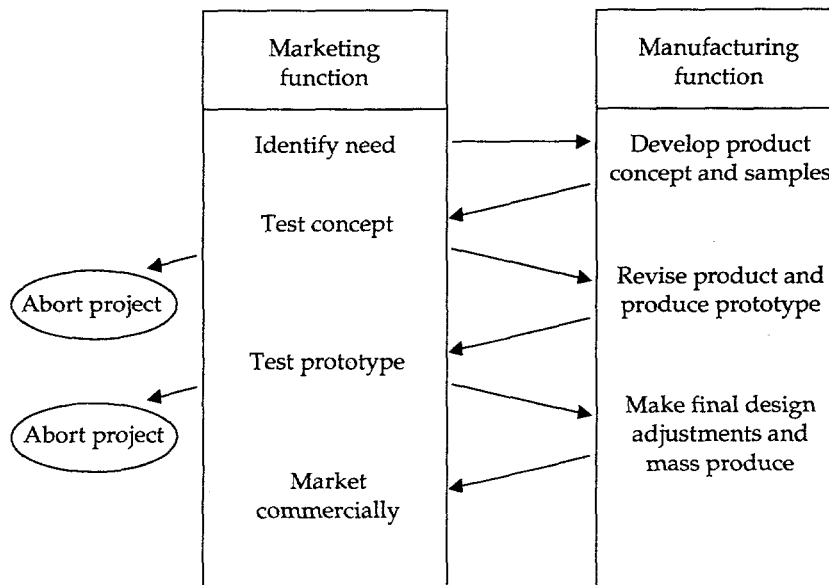 Marketing
function
Manufacturing
function
Identify need
Develop product
concept and samples
Test concept
Abort project
Revise product and
produce prototype
Test prototype
Abort project
Make final design
adjustments and
mass produce
Market
commercially